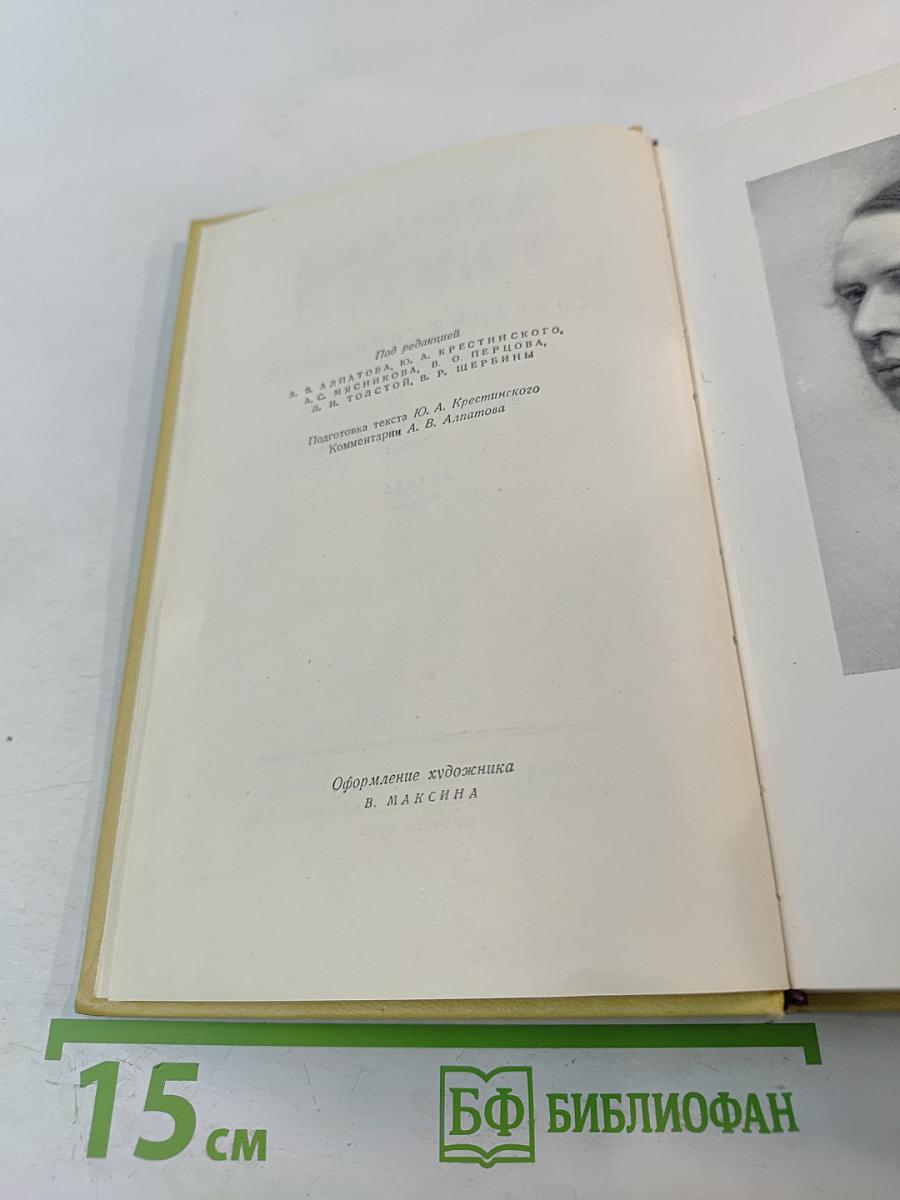 Под редакцией
А. В. АЛПАТОВА, Ю. А. КРЕСТИНСКОГО,
А. С. МЯСНИКОВА, В. О. ПЕРЦОВА,
Л. И. ТОЛСТОЙ, В. Р. ЩЕРБИНЫ
Подготовка текста Ю. А. Крестинского
Комментарии А. В. Алпатова
Оформление художника
В. МАКСИНА
15 см
БФ БИБЛИОФАН